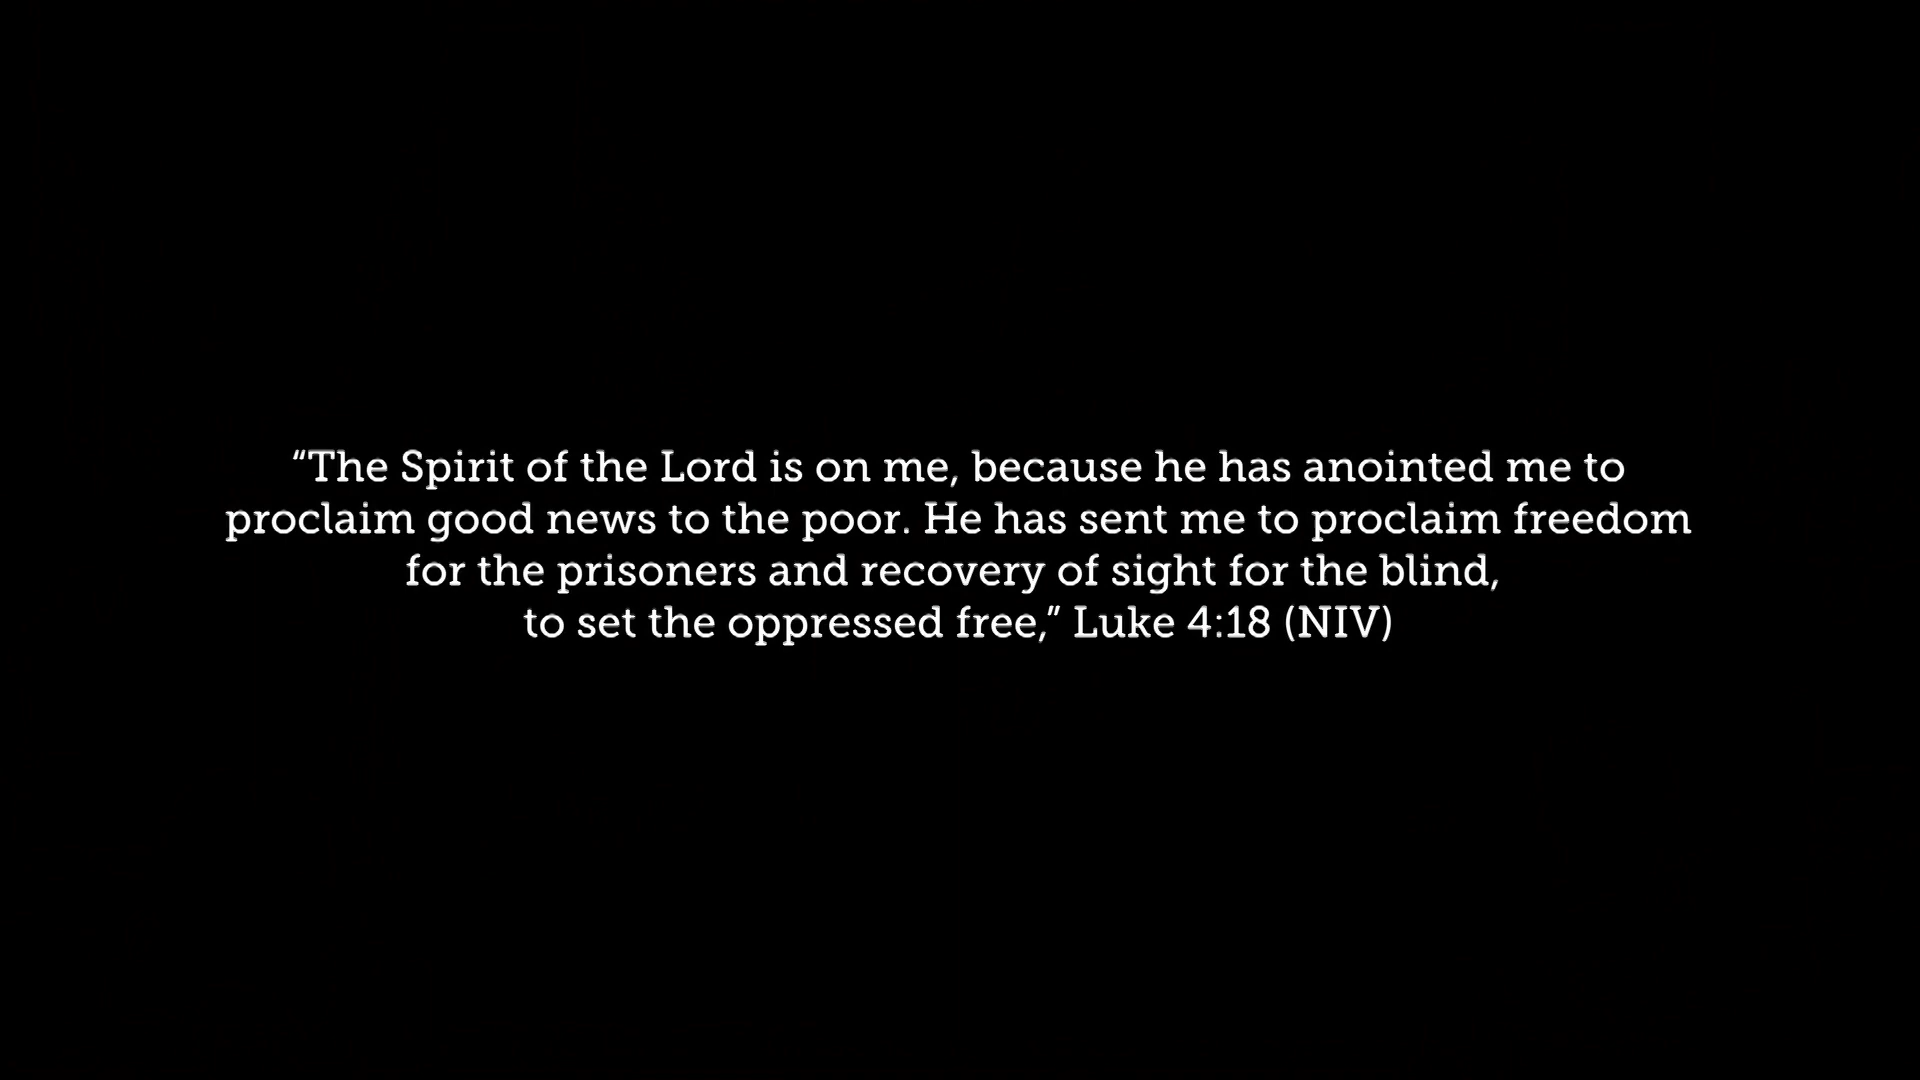 “The Spirit of the Lord is on me, because he has anointed me to
proclaim good news to the poor. He has sent me to proclaim freedom
for the prisoners and recovery of sight for the blind,
to set the oppressed free,” Luke 4:18 (NIV)